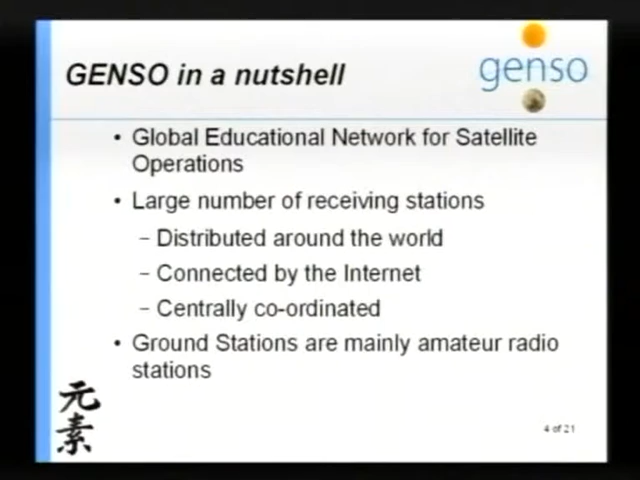 GENSO in a nutshell
genso
• Global Educational Network for Satellite
Operations
• Large number of receiving stations
– Distributed around the world
– Connected by the Internet
– Centrally co-ordinated
• Ground Stations are mainly amateur radio
stations
元
素
4 of 21